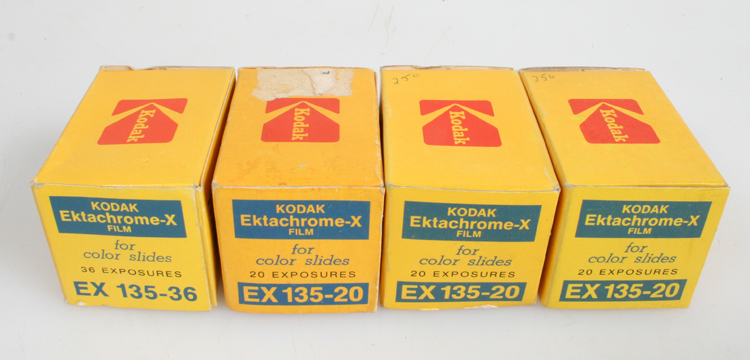 Kodak
KODAK
Ektachrome-X
FILM
for
color slides
36 EXPOSURES
EX 135-36
Kodak
KODAK
Ektachrome-X
FILM
for
color slides
20 EXPOSURES
EX 135-20
Kodak
KODAK
Ektachrome-X
FILM
for
color slides
20 EXPOSURES
EX 135-20
Kodak
KODAK
Ektachrome-X
FILM
for
color slides
20 EXPOSURES
EX 135-20